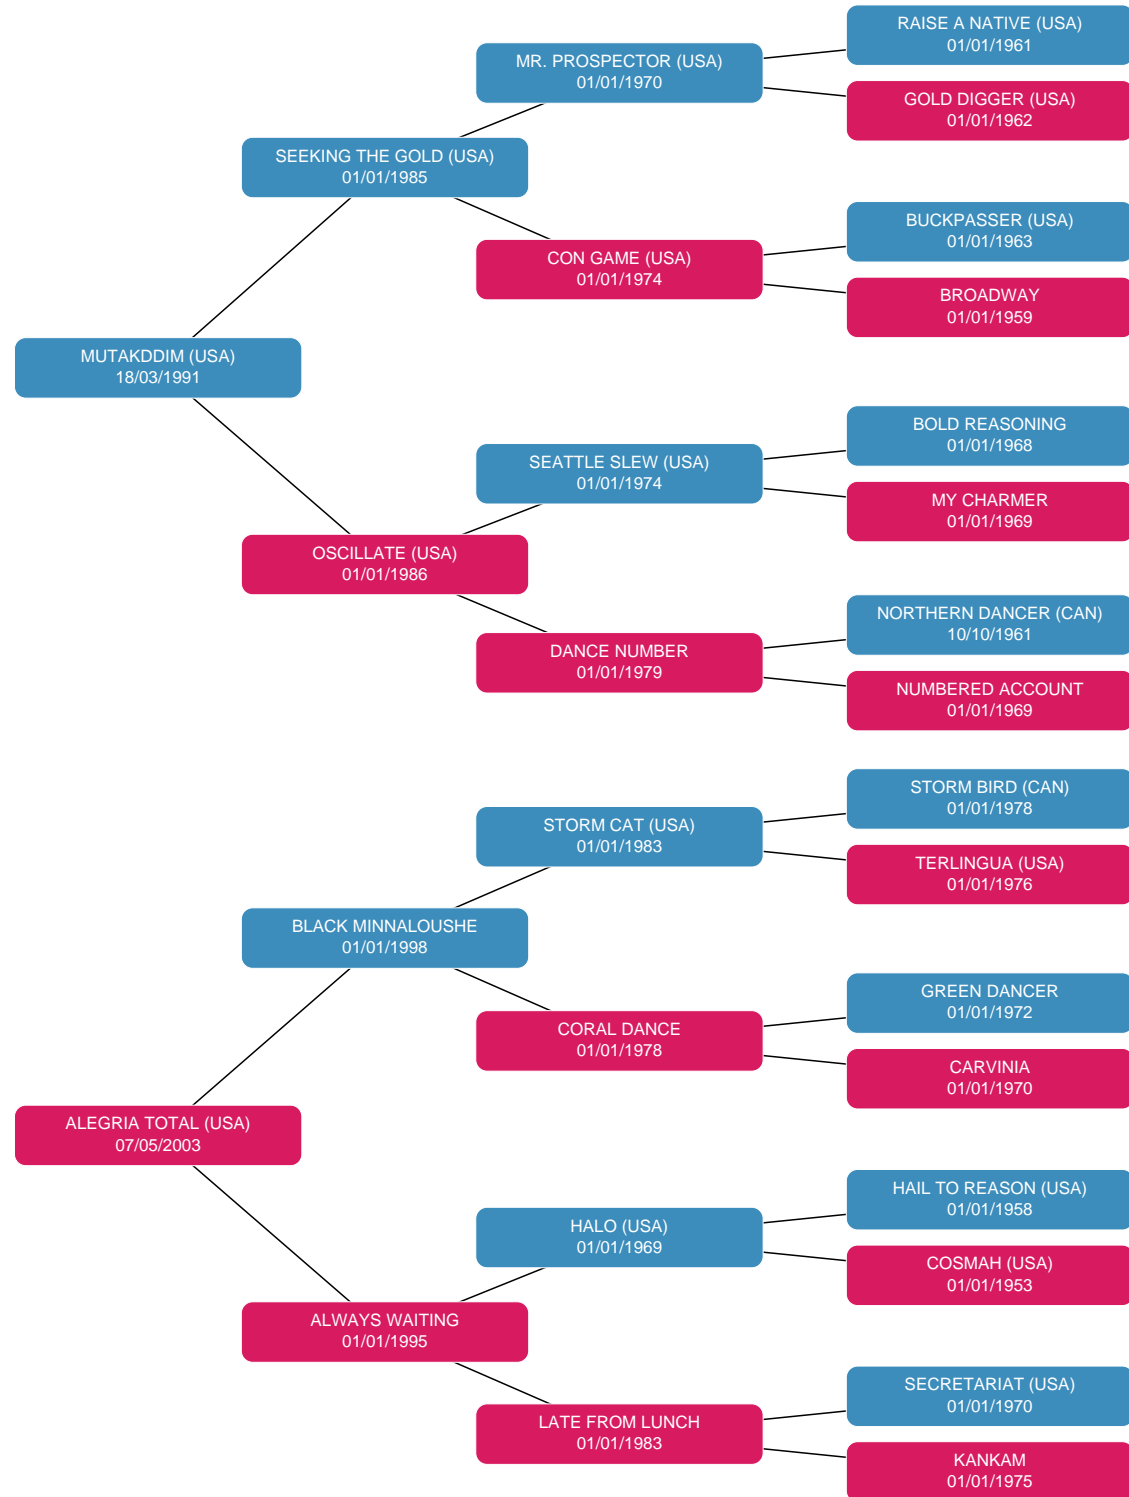 RAISE A NATIVE (USA)
01/01/1961
MR. PROSPECTOR (USA)
01/01/1970
GOLD DIGGER (USA)
01/01/1962
SEEKING THE GOLD (USA)
01/01/1985
BUCKPASSER (USA)
01/01/1963
CON GAME (USA)
01/01/1974
BROADWAY
01/01/1959
MUTAKDDIM (USA)
18/03/1991
BOLD REASONING
01/01/1968
SEATTLE SLEW (USA)
01/01/1974
MY CHARMER
01/01/1969
OSCILLATE (USA)
01/01/1986
NORTHERN DANCER (CAN)
10/10/1961
DANCE NUMBER
01/01/1979
NUMBERED ACCOUNT
01/01/1969
STORM BIRD (CAN)
01/01/1978
STORM CAT (USA)
01/01/1983
TERLINGUA (USA)
01/01/1976
BLACK MINNALOUSHE
01/01/1998
GREEN DANCER
01/01/1972
CORAL DANCE
01/01/1978
CARVINIA
01/01/1970
ALEGRIA TOTAL (USA)
07/05/2003
HAIL TO REASON (USA)
01/01/1958
HALO (USA)
01/01/1969
COSMAH (USA)
01/01/1953
ALWAYS WAITING
01/01/1995
SECRETARIAT (USA)
01/01/1970
LATE FROM LUNCH
01/01/1983
KANKAM
01/01/1975